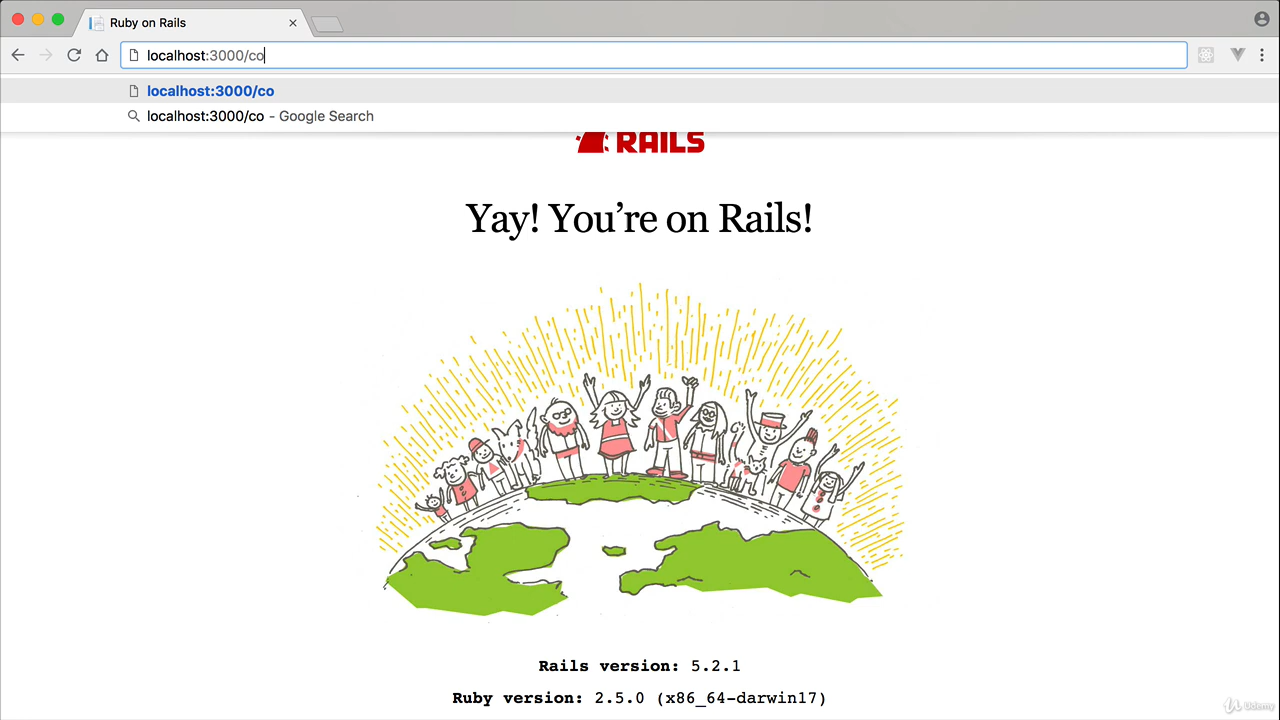 Ruby on Rails
localhost:3000/co
localhost:3000/co
localhost:3000/co - Google Search
RAILS
Yay! You’re on Rails!
Rails version: 5.2.1
Ruby version: 2.5.0 (x86_64-darwin17)
Udemy